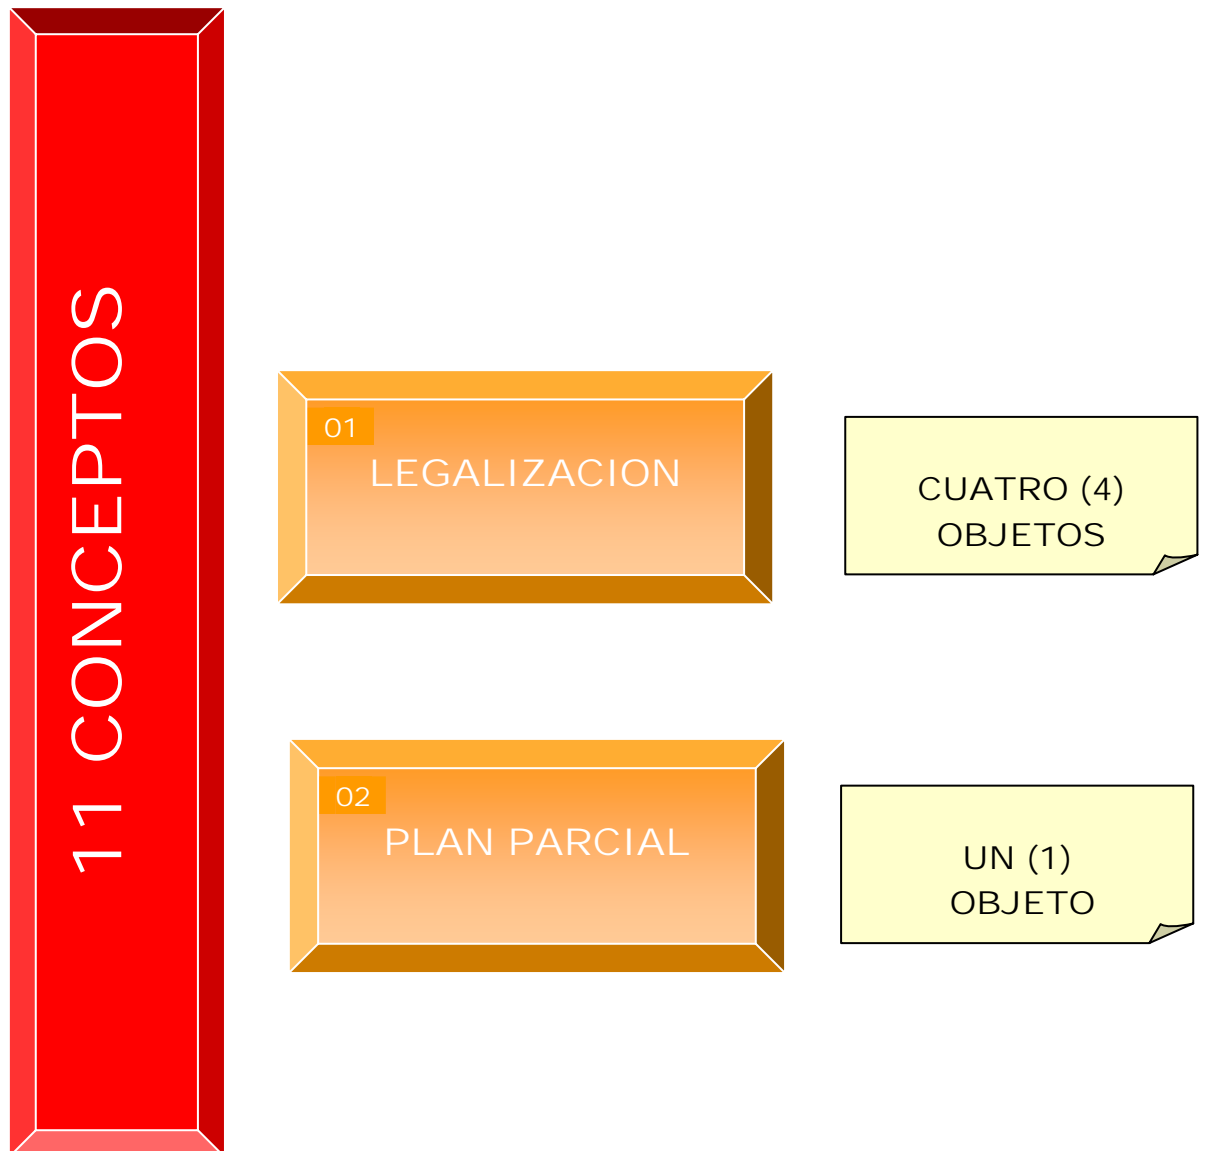 11 CONCEPTOS
01
LEGALIZACION
CUATRO (4)
OBJETOS
02
PLAN PARCIAL
UN (1)
OBJETO